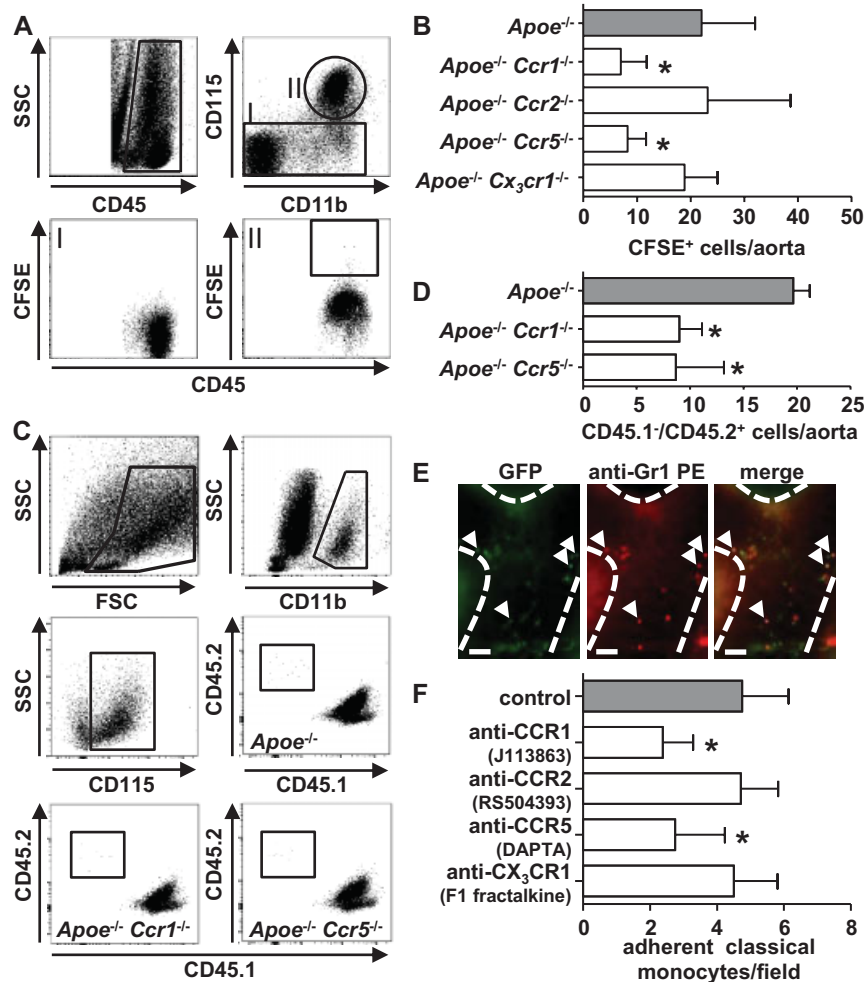 A
SSC
CD45
CD115
II
I
CD11b
CFSE
I
CFSE
II
CD45
B
Apoe-/-
Apoe-/- Ccr1-/-
*
Apoe-/- Ccr2-/-
Apoe-/- Ccr5-/-
*
Apoe-/- Cx3cr1-/-
0 10 20 30 40 50
CFSE+ cells/aorta
D
Apoe-/-
Apoe-/- Ccr1-/-
*
Apoe-/- Ccr5-/-
*
0 5 10 15 20 25
CD45.1-/CD45.2+ cells/aorta
C
SSC
FSC
SSC
CD11b
SSC
CD115
CD45.2
Apoe-/-
CD45.1
CD45.2
Apoe-/- Ccr1-/-
CD45.2
Apoe-/- Ccr5-/-
CD45.1
E
GFP anti-Gr1 PE merge
F
control
anti-CCR1
(J113863)
*
anti-CCR2
(RS504393)
anti-CCR5
(DAPTA)
*
anti-CX3CR1
(F1 fractalkine)
0 2 4 6 8
adherent classical
monocytes/field